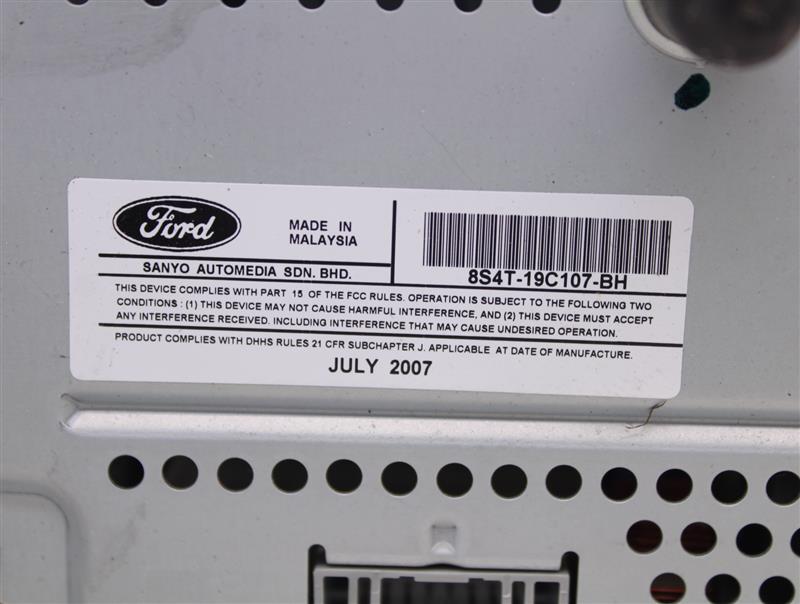 Ford
MADE IN
MALAYSIA
SANYO AUTOMEDIA SDN. BHD.
8S4T-19C107-BH
THIS DEVICE COMPLIES WITH PART 15 OF THE FCC RULES. OPERATION IS SUBJECT TO THE FOLLOWING TWO
CONDITIONS : (1) THIS DEVICE MAY NOT CAUSE HARMFUL INTERFERENCE, AND (2) THIS DEVICE MUST ACCEPT
ANY INTERFERENCE RECEIVED. INCLUDING INTERFERENCE THAT MAY CAUSE UNDESIRED OPERATION.
PRODUCT COMPLIES WITH DHHS RULES 21 CFR SUBCHAPTER J. APPLICABLE AT DATE OF MANUFACTURE.
JULY 2007